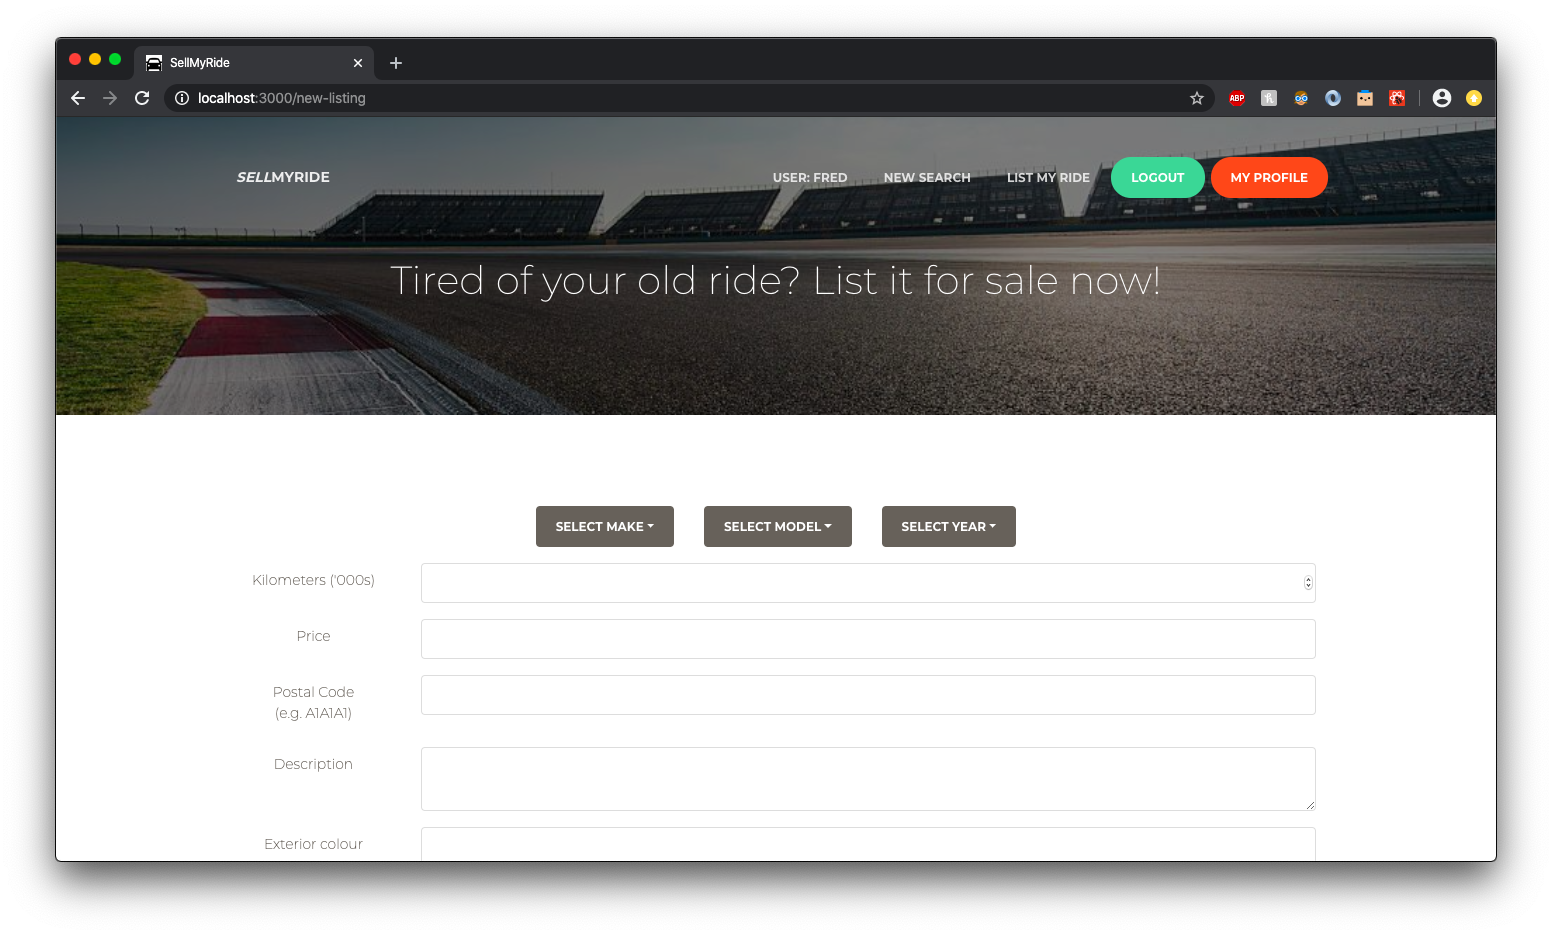 SellMyRide
localhost:3000/new-listing
ABP
SELLMYRIDE
USER: FRED
NEW SEARCH
LIST MY RIDE
LOGOUT
MY PROFILE
Tired of your old ride? List it for sale now!
SELECT MAKE
SELECT MODEL
SELECT YEAR
Kilometers ('000s)
Price
Postal Code
(e.g. A1A1A1)
Description
Exterior colour